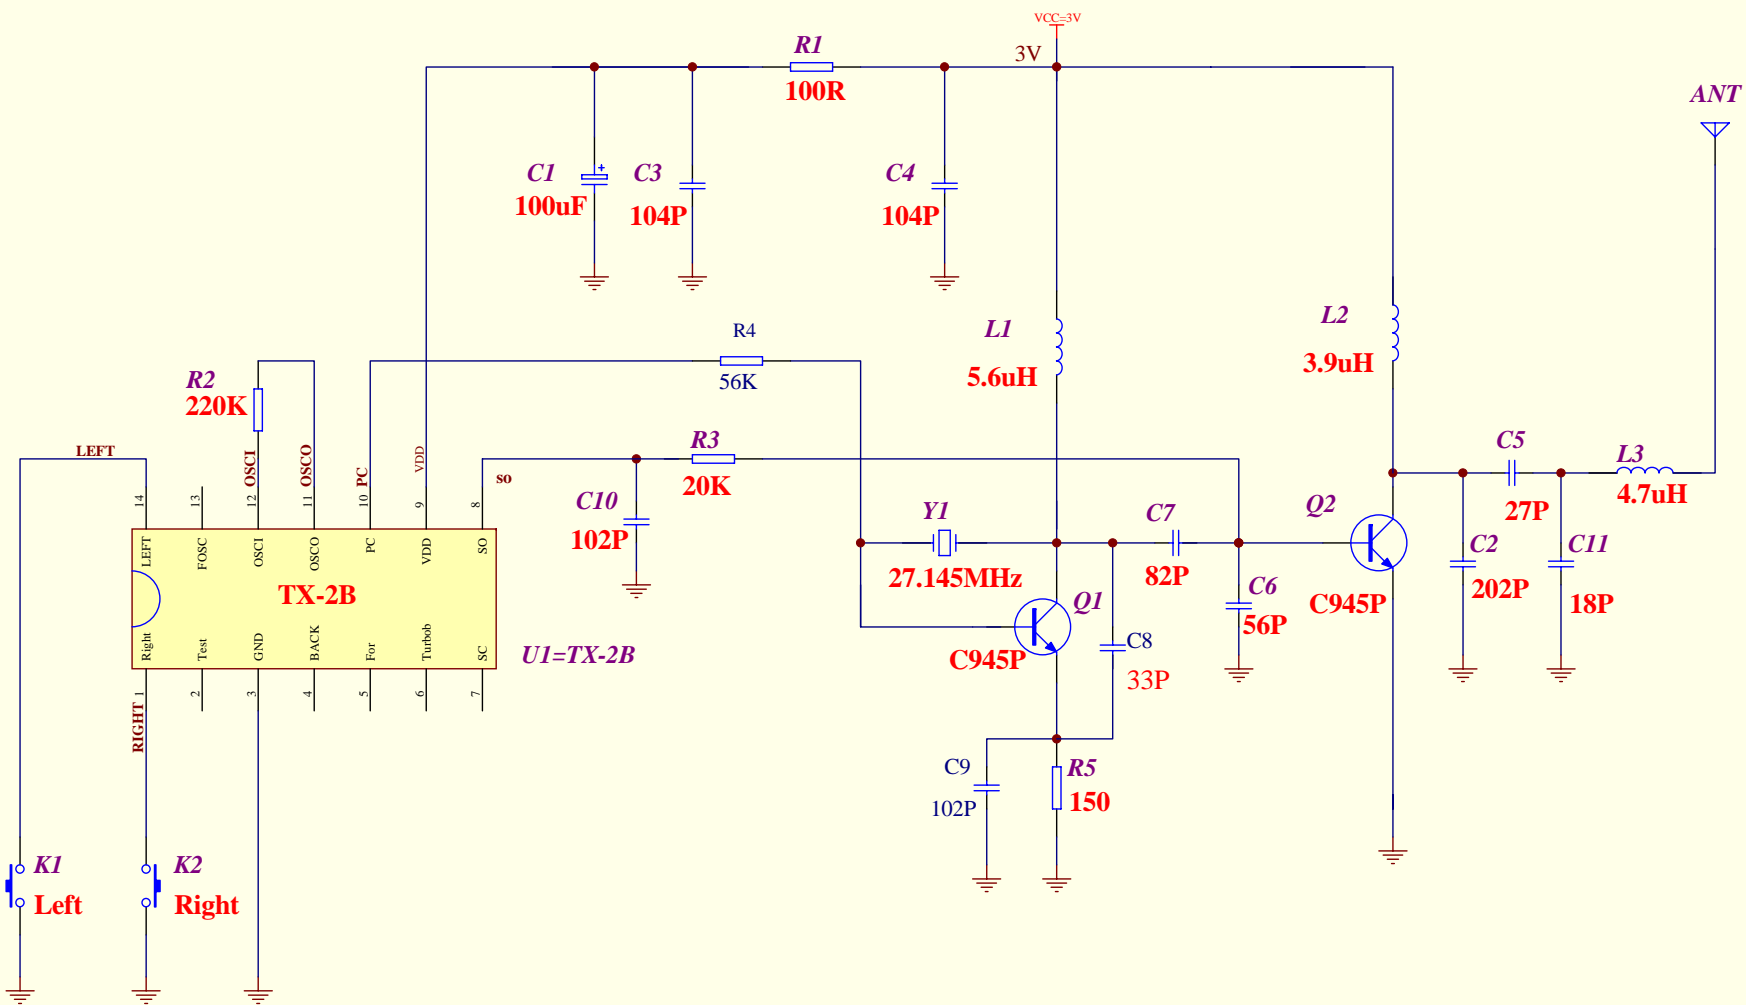 VCC=3V
3V
R1
100R
ANT
C1
+
100uF
C3
104P
C4
104P
R4
56K
L1
5.6uH
L2
3.9uH
R2
220K
LEFT
OSCI
OSCO
PC
VDD
so
R3
20K
C10
102P
C5
27P
L3
4.7uH
14
13
12
11
10
9
8
LEFT
FOSC
OSCI
OSCO
PC
VDD
SO
TX-2B
Right
Test
GND
BACK
For
Turbob
SC
1
2
3
4
5
6
7
RIGHT
U1=TX-2B
Y1
27.145MHz
C7
82P
Q2
C945P
C2
202P
C11
18P
C6
56P
Q1
C945P
C8
33P
C9
102P
R5
150
K1
Left
K2
Right